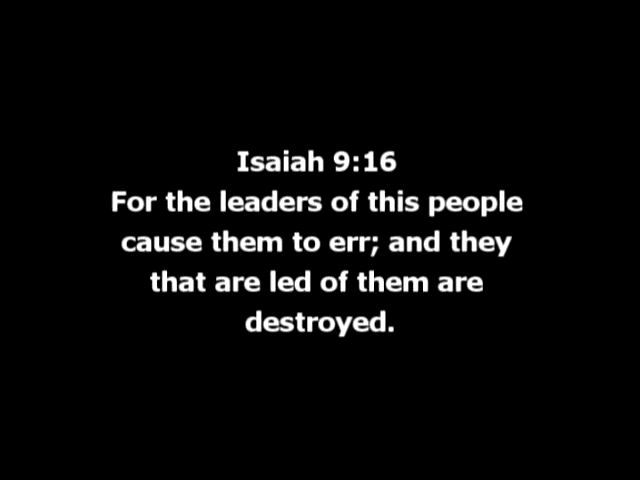 Isaiah 9:16
For the leaders of this people
cause them to err; and they
that are led of them are
destroyed.